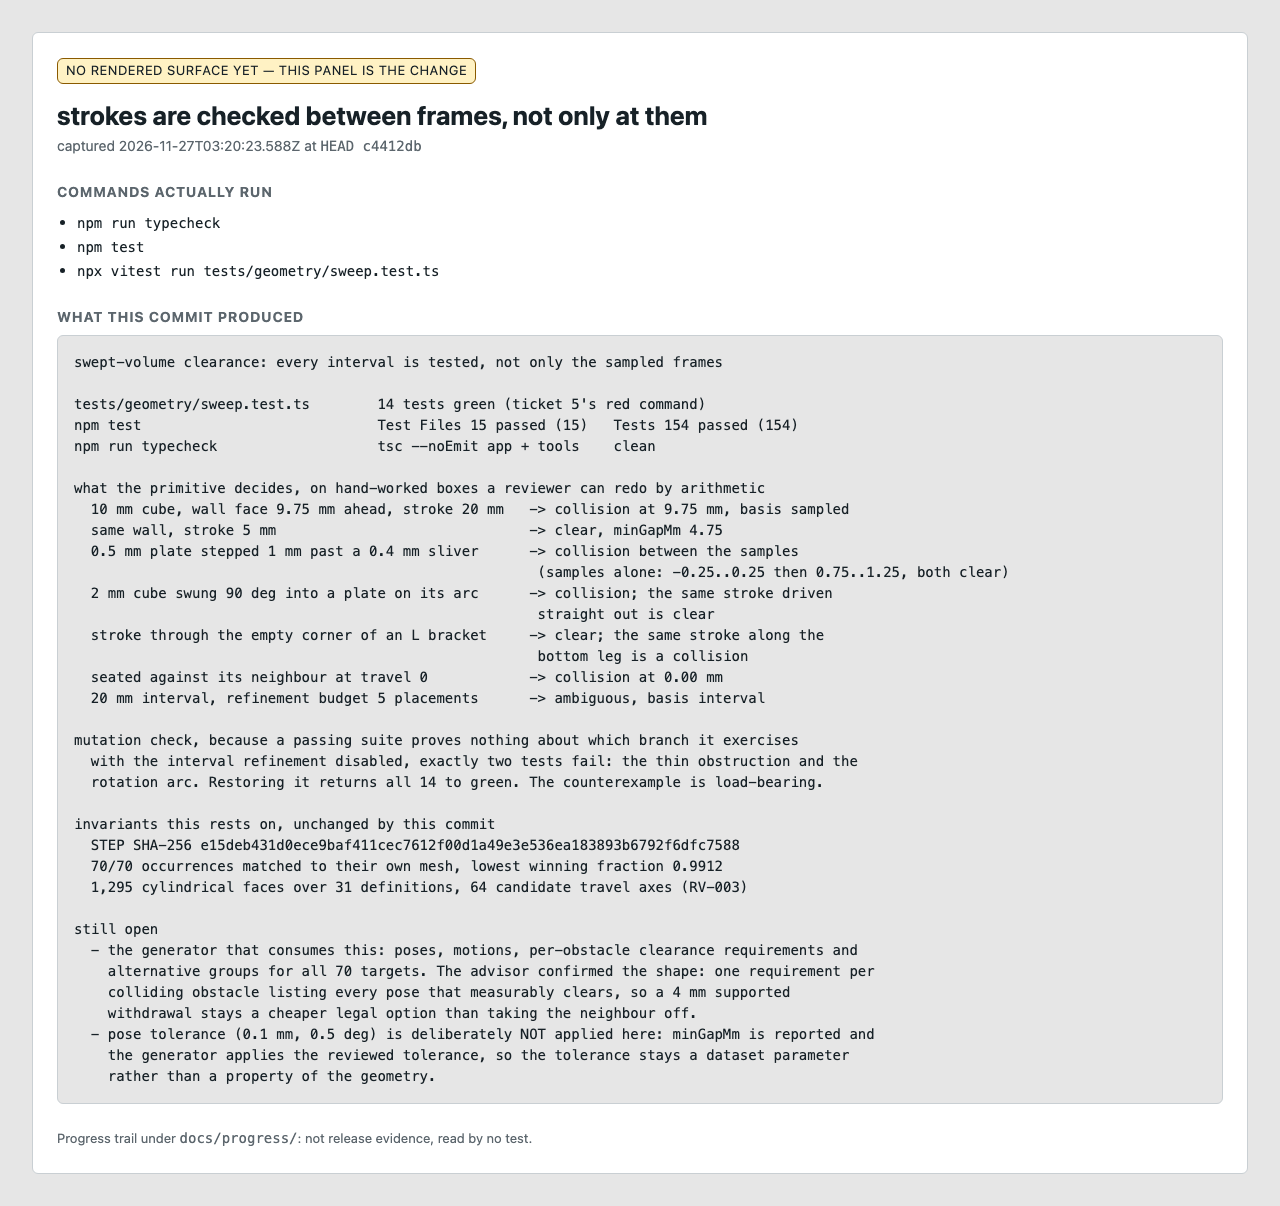 NO RENDERED SURFACE YET — THIS PANEL IS THE CHANGE
strokes are checked between frames, not only at them
captured 2026-11-27T03:20:23.588Z at HEAD c4412db
COMMANDS ACTUALLY RUN
• npm run typecheck
• npm test
• npx vitest run tests/geometry/sweep.test.ts
WHAT THIS COMMIT PRODUCED
swept-volume clearance: every interval is tested, not only the sampled frames
tests/geometry/sweep.test.ts 14 tests green (ticket 5's red command)
npm test Test Files 15 passed (15) Tests 154 passed (154)
npm run typecheck tsc --noEmit app + tools clean
what the primitive decides, on hand-worked boxes a reviewer can redo by arithmetic
10 mm cube, wall face 9.75 mm ahead, stroke 20 mm -> collision at 9.75 mm, basis sampled
same wall, stroke 5 mm -> clear, minGapMm 4.75
0.5 mm plate stepped 1 mm past a 0.4 mm sliver -> collision between the samples
(samples alone: -0.25..0.25 then 0.75..1.25, both clear)
2 mm cube swung 90 deg into a plate on its arc -> collision; the same stroke driven
straight out is clear
stroke through the empty corner of an L bracket -> clear; the same stroke along the
bottom leg is a collision
seated against its neighbour at travel 0 -> collision at 0.00 mm
20 mm interval, refinement budget 5 placements -> ambiguous, basis interval
mutation check, because a passing suite proves nothing about which branch it exercises
with the interval refinement disabled, exactly two tests fail: the thin obstruction and the
rotation arc. Restoring it returns all 14 to green. The counterexample is load-bearing.
invariants this rests on, unchanged by this commit
STEP SHA-256 e15deb431d0ece9baf411cec7612f00d1a49e3e536ea183893b6792f6dfc7588
70/70 occurrences matched to their own mesh, lowest winning fraction 0.9912
1,295 cylindrical faces over 31 definitions, 64 candidate travel axes (RV-003)
still open
- the generator that consumes this: poses, motions, per-obstacle clearance requirements and
alternative groups for all 70 targets. The advisor confirmed the shape: one requirement per
colliding obstacle listing every pose that measurably clears, so a 4 mm supported
withdrawal stays a cheaper legal option than taking the neighbour off.
- pose tolerance (0.1 mm, 0.5 deg) is deliberately NOT applied here: minGapMm is reported and
the generator applies the reviewed tolerance, so the tolerance stays a dataset parameter
rather than a property of the geometry.
Progress trail under docs/progress/: not release evidence, read by no test.